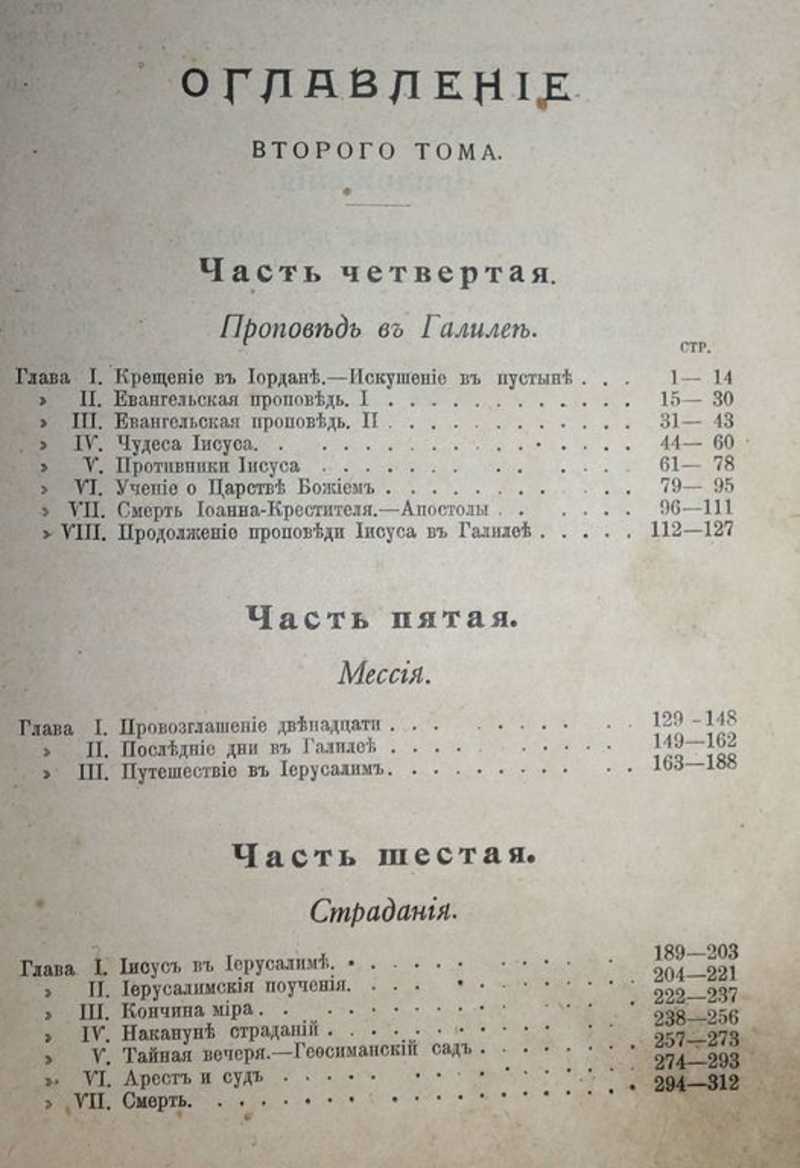 ОГЛАВЛЕНІЕ
ВТОРОГО ТОМА.
Часть четвертая.
Проповѣдь въ Галилеѣ.
СТР.
Глава I. Крещеніе въ Іорданѣ.—Искушеніе въ пустынѣ . . . 1— 14
» II. Евангельская проповѣдь. I . . . . . . . . . . . . 15— 30
» III. Евангельская проповѣдь. II . . . . . . . . . . . . 31— 43
» IV. Чудеса Іисуса. . . . . . . . . . . . . . . . . 44— 60
» V. Противники Іисуса . . . . . . . . . . . . . 61— 78
» VI. Ученіе о Царствѣ Божіемъ . . . . . . . . . . . . 79— 95
» VII. Смерть Іоанна-Крестителя.—Апостолы . . . . . . . 96—111
» VIII. Продолженіе проповѣди Іисуса въ Галилеѣ . . . . . 112—127
Часть пятая.
Мессія.
Глава I. Провозглашеніе двѣнадцати . . . . . . . . . . . 129 -148
» II. Послѣдніе дни въ Галилеѣ . . . . . . . . . . 149—162
» III. Путешествіе въ Іерусалимъ. . . . . . . . . . . . 163—188
Часть шестая.
Страданія.
Глава I. Іисусъ въ Іерусалимѣ. . . . . . . . . . . . . 189—203
» II. Іерусалимскія поученія. . . . . . . . . . . . . 204—221
» III. Кончина міра. . . . . . . . . . . . . . . . 222—237
» IV. Наканунѣ страданій . . . . . . . . . . . . . 238—256
» V. Тайная вечеря.—Геѳсиманскій садъ . . . . . . . . 257—273
» VI. Арестъ и судъ . . . . . . . . . . . . . . . . 274—293
» VII. Смерть. . . . . . . . . . . . . . . . . . . . 294—312